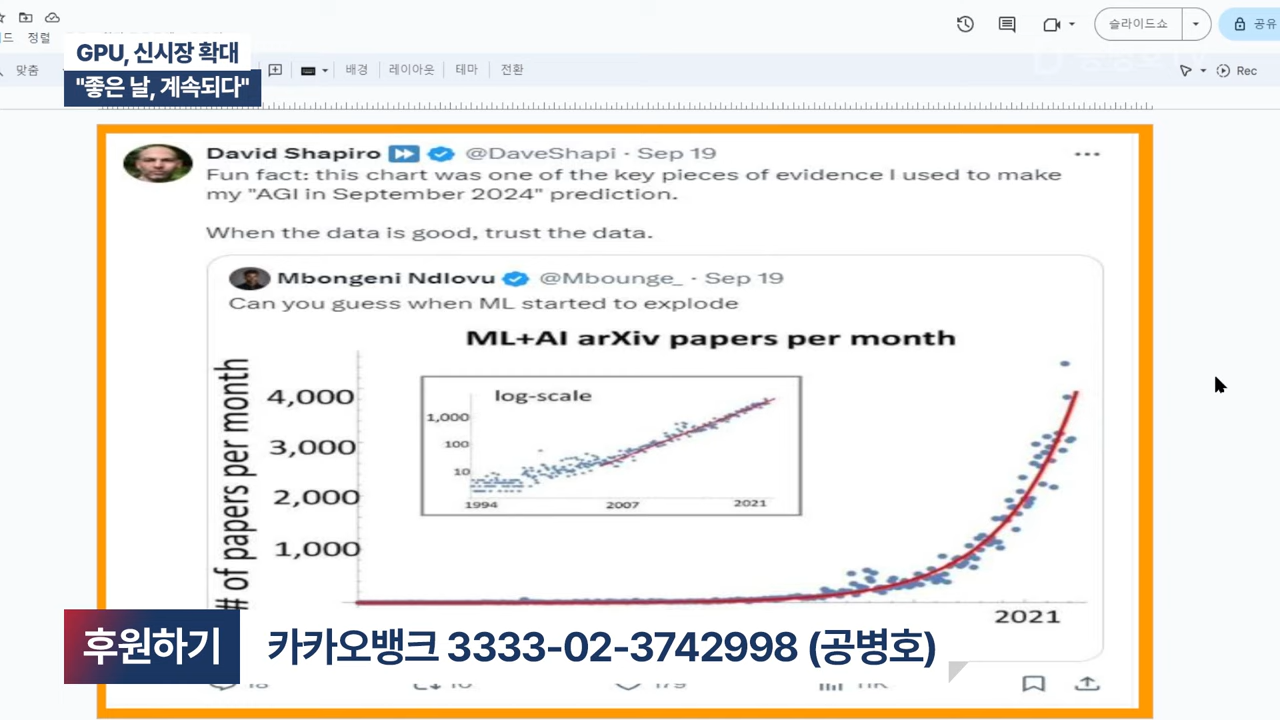 슬라이드쇼
공유
드 정렬
GPU, 신시장 확대
"좋은 날, 계속되다"
맞춤
배경 레이아웃 테마 전환
Rec
David Shapiro @DaveShapi · Sep 19
Fun fact: this chart was one of the key pieces of evidence I used to make
my "AGI in September 2024" prediction.
When the data is good, trust the data.
Mbongeni Ndlovu @Mbounge_ · Sep 19
Can you guess when ML started to explode
ML+AI arXiv papers per month
# of papers per month
4,000
3,000
2,000
1,000
log-scale
1,000
100
10
1994 2007 2021
2021
후원하기
카카오뱅크 3333-02-3742998 (공병호)